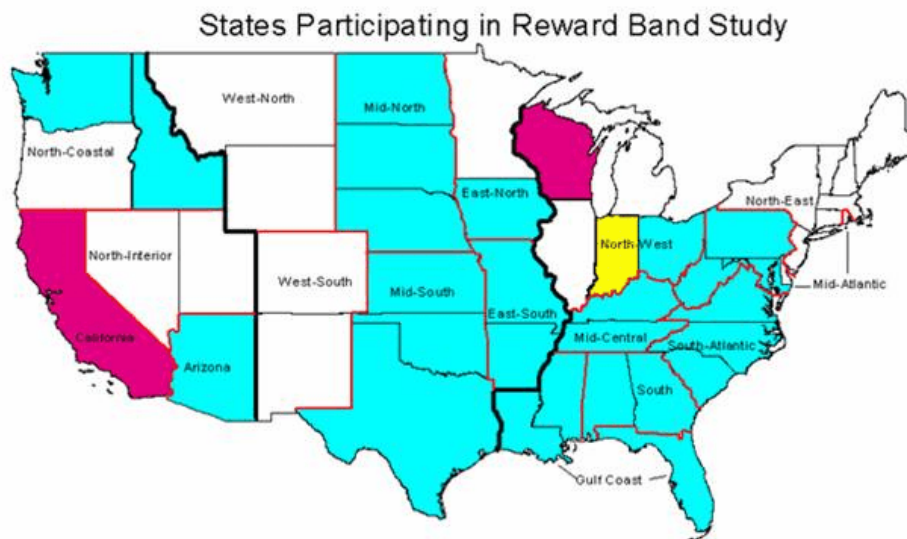 States Participating in Reward Band Study
West-North
Mid-North
North-Coastal
East-North
North-East
North-Interior
North-West
West-South
Mid-South
Mid-Atlantic
East-South
California
Mid-Central
South-Atlantic
Arizona
South
Gulf Coast